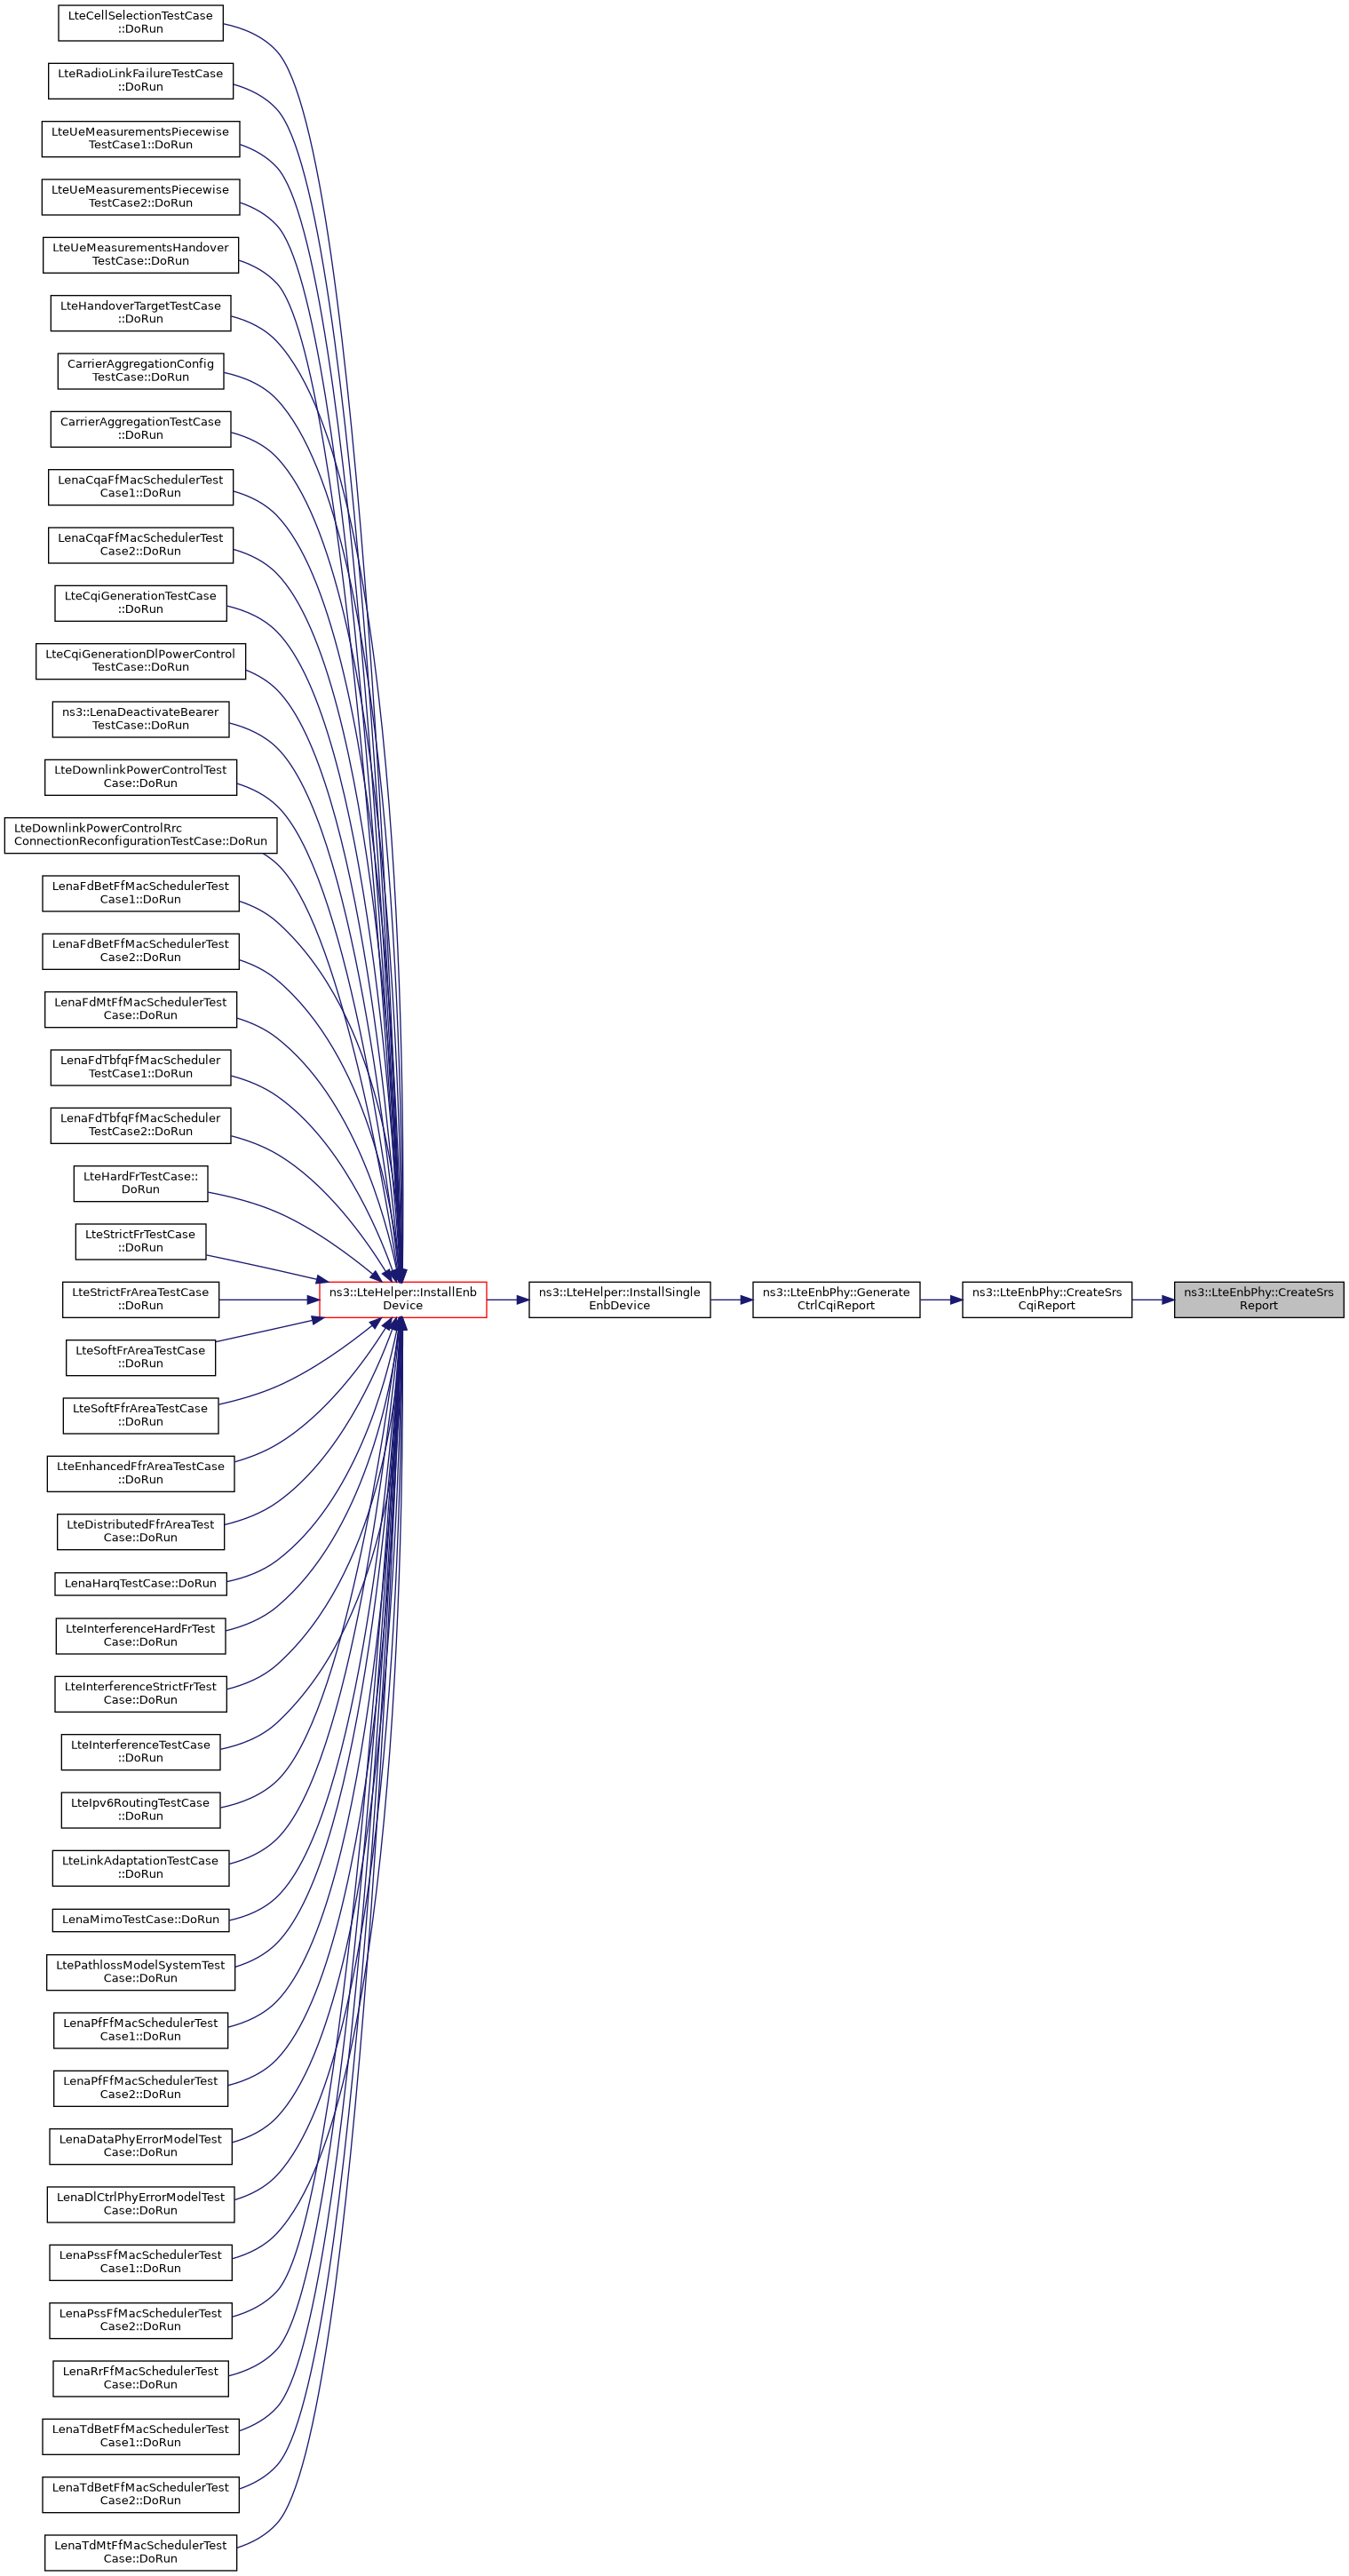 LteCellSelectionTestCase
::DoRun
LteRadioLinkFailureTestCase
::DoRun
LteUeMeasurementsPiecewise
TestCase1::DoRun
LteUeMeasurementsPiecewise
TestCase2::DoRun
LteUeMeasurementsHandover
TestCase::DoRun
LteHandoverTargetTestCase
::DoRun
CarrierAggregationConfig
TestCase::DoRun
CarrierAggregationTestCase
::DoRun
LenaCqaFfMacSchedulerTest
Case1::DoRun
LenaCqaFfMacSchedulerTest
Case2::DoRun
LteCqiGenerationTestCase
::DoRun
LteCqiGenerationDlPowerControl
TestCase::DoRun
ns3::LenaDeactivateBearer
TestCase::DoRun
LteDownlinkPowerControlTest
Case::DoRun
LteDownlinkPowerControlRrc
ConnectionReconfigurationTestCase::DoRun
LenaFdBetFfMacSchedulerTest
Case1::DoRun
LenaFdBetFfMacSchedulerTest
Case2::DoRun
LenaFdMtFfMacSchedulerTest
Case::DoRun
LenaFdTbfqFfMacScheduler
TestCase1::DoRun
LenaFdTbfqFfMacScheduler
TestCase2::DoRun
LteHardFrTestCase::
DoRun
LteStrictFrTestCase
::DoRun
LteStrictFrAreaTestCase
::DoRun
ns3::LteHelper::InstallEnb
Device
ns3::LteHelper::InstallSingle
EnbDevice
ns3::LteEnbPhy::Generate
CtrlCqiReport
ns3::LteEnbPhy::CreateSrs
CqiReport
ns3::LteEnbPhy::CreateSrs
Report
LteSoftFrAreaTestCase
::DoRun
LteSoftFfrAreaTestCase
::DoRun
LteEnhancedFfrAreaTestCase
::DoRun
LteDistributedFfrAreaTest
Case::DoRun
LenaHarqTestCase::DoRun
LteInterferenceHardFrTest
Case::DoRun
LteInterferenceStrictFrTest
Case::DoRun
LteInterferenceTestCase
::DoRun
LteIpv6RoutingTestCase
::DoRun
LteLinkAdaptationTestCase
::DoRun
LenaMimoTestCase::DoRun
LtePathlossModelSystemTest
Case::DoRun
LenaPfFfMacSchedulerTest
Case1::DoRun
LenaPfFfMacSchedulerTest
Case2::DoRun
LenaDataPhyErrorModelTest
Case::DoRun
LenaDlCtrlPhyErrorModelTest
Case::DoRun
LenaPssFfMacSchedulerTest
Case1::DoRun
LenaPssFfMacSchedulerTest
Case2::DoRun
LenaRrFfMacSchedulerTest
Case::DoRun
LenaTdBetFfMacSchedulerTest
Case1::DoRun
LenaTdBetFfMacSchedulerTest
Case2::DoRun
LenaTdMtFfMacSchedulerTest
Case::DoRun